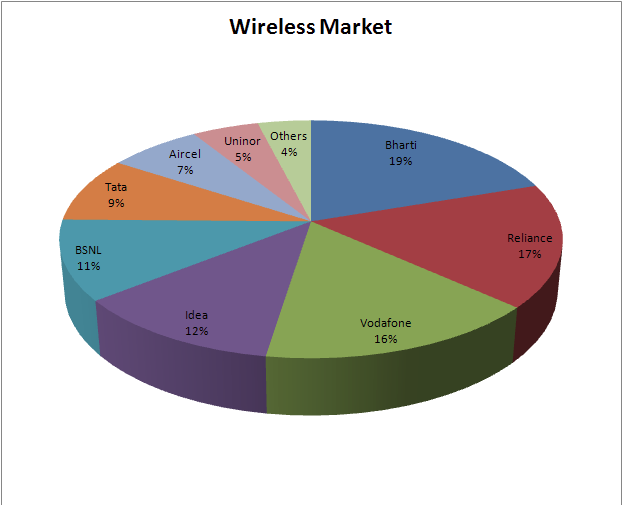 Wireless Market
Bharti
19%
Reliance
17%
Vodafone
16%
Idea
12%
BSNL
11%
Tata
9%
Aircel
7%
Uninor
5%
Others
4%